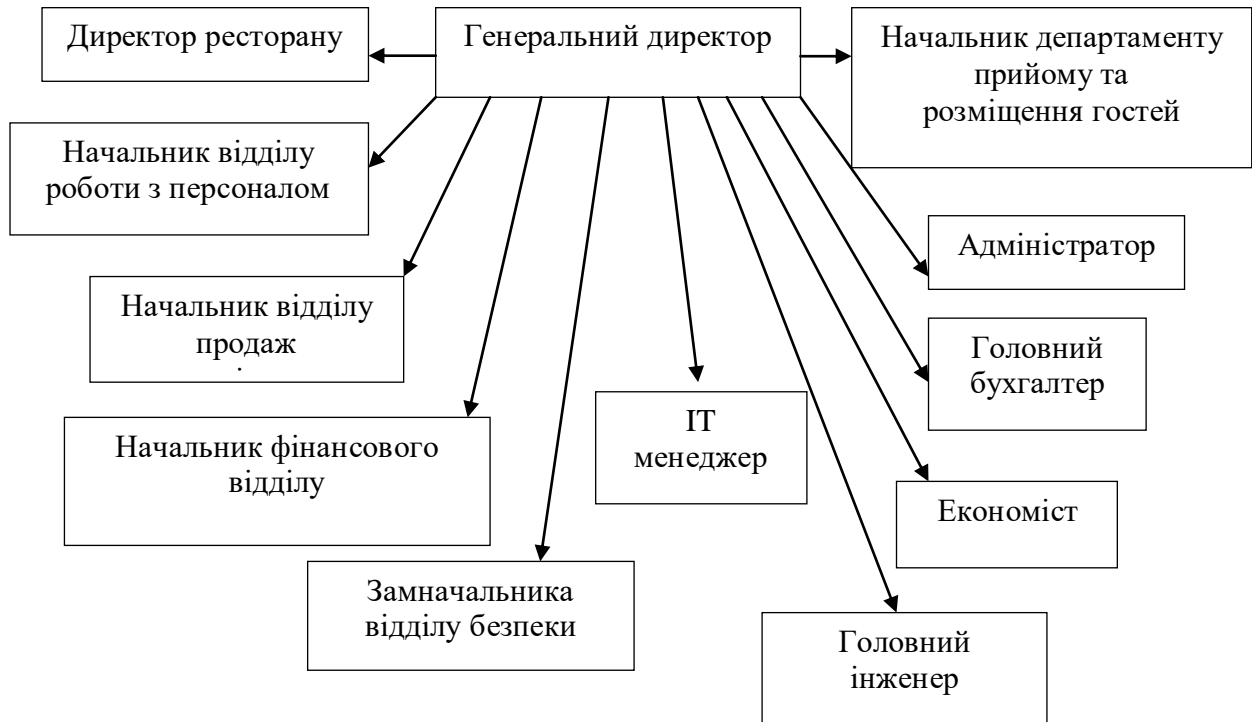 Директор ресторану
Генеральний директор
Начальник департаменту
прийому та
розміщення гостей
Начальник відділу
роботи з персоналом
Адміністратор
Начальник відділу
продаж
Головний
бухгалтер
ІТ
менеджер
Начальник фінансового
відділу
Економіст
Замначальника
відділу безпеки
Головний
інженер